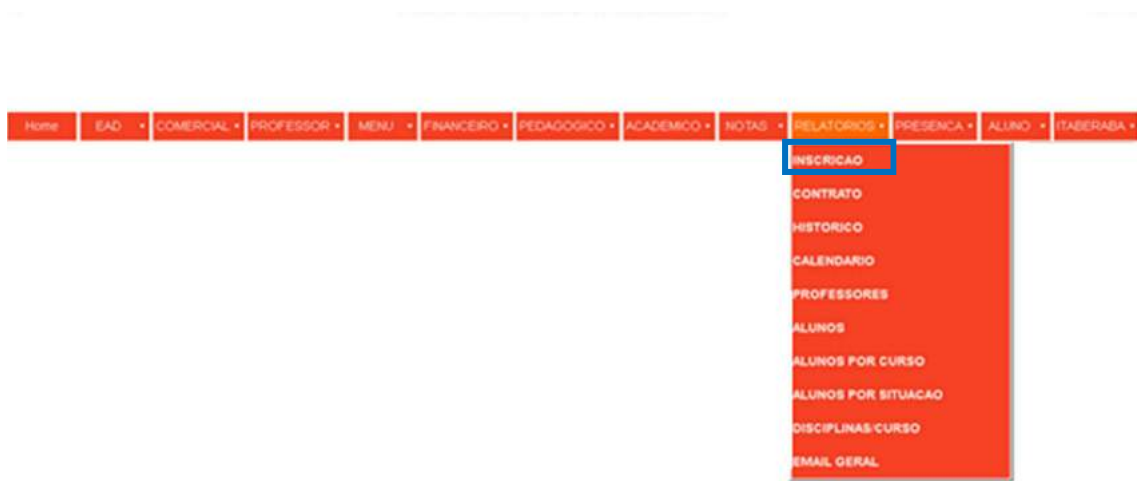 Home EAD COMERCIAL PROFESSOR MENU FINANCEIRO PEDAGOGICO ACADEMICO NOTAS RELATORIOS PRESENCA ALUNO ITABERABA
INSCRICAO
CONTRATO
HISTORICO
CALENDARIO
PROFESSORES
ALUNOS
ALUNOS POR CURSO
ALUNOS POR SITUACAO
DISCIPLINAS/CURSO
EMAIL GERAL